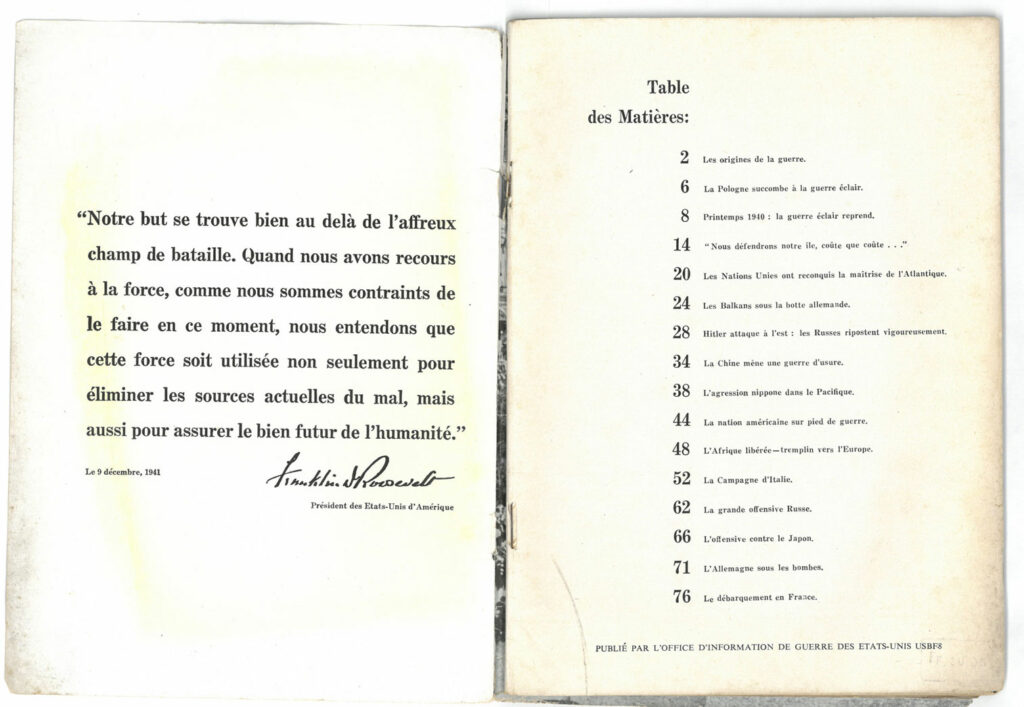 “Notre but se trouve bien au delà de l’affreux
champ de bataille. Quand nous avons recours
à la force, comme nous sommes contraints de
le faire en ce moment, nous entendons que
cette force soit utilisée non seulement pour
éliminer les sources actuelles du mal, mais
aussi pour assurer le bien futur de l’humanité.”
Le 9 décembre, 1941
Franklin D Roosevelt
Président des Etats-Unis d’Amérique
Table
des Matières:
2 Les origines de la guerre.
6 La Pologne succombe à la guerre éclair.
8 Printemps 1940 : la guerre éclair reprend.
14 “Nous défendrons notre île, coûte que coûte . . .”
20 Les Nations Unies ont reconquis la maîtrise de l’Atlantique.
24 Les Balkans sous la botte allemande.
28 Hitler attaque à l’est : les Russes ripostent vigoureusement.
34 La Chine mène une guerre d’usure.
38 L’agression nippone dans le Pacifique.
44 La nation américaine sur pied de guerre.
48 L’Afrique libérée—tremplin vers l’Europe.
52 La Campagne d’Italie.
62 La grande offensive Russe.
66 L’offensive contre le Japon.
71 L’Allemagne sous les bombes.
76 Le débarquement en France.
PUBLIÉ PAR L’OFFICE D’INFORMATION DE GUERRE DES ETATS-UNIS USBF8